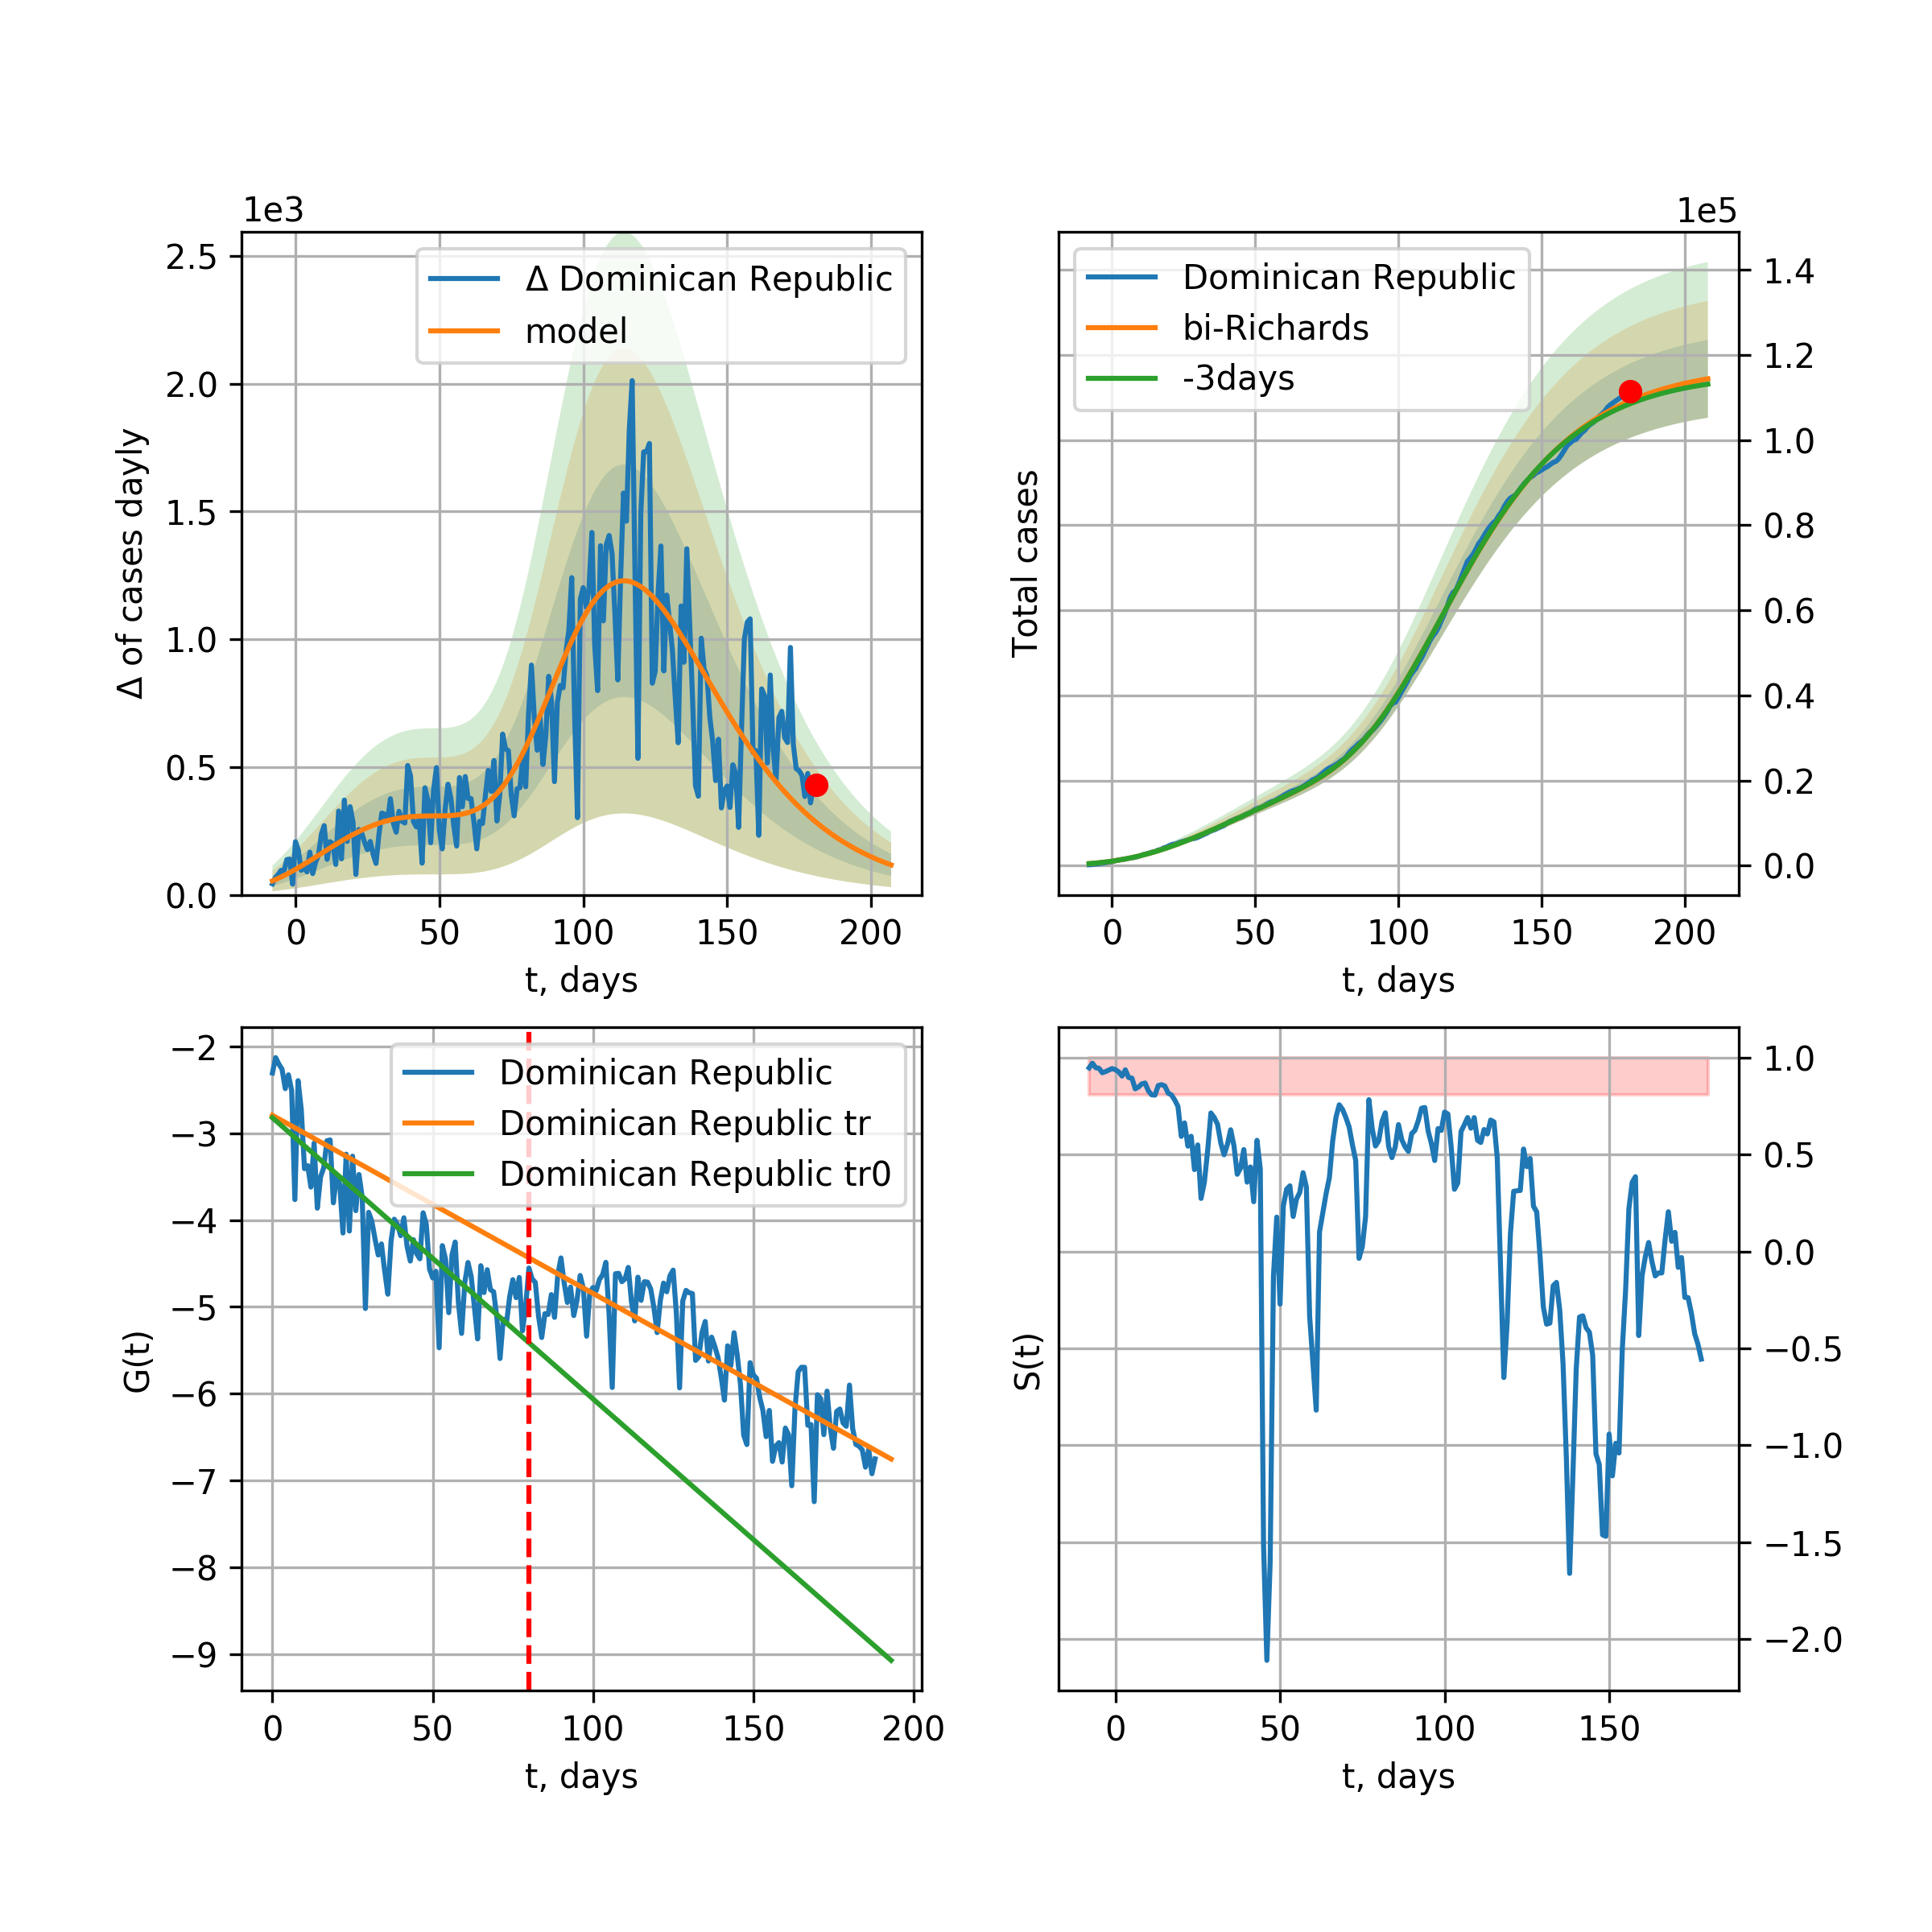 1e3
2.5
2.0
1.5
1.0
0.5
0.0
Δ of cases dayly
Δ Dominican Republic
model
0 50 100 150 200
t, days
1e5
Total cases
Dominican Republic
bi-Richards
-3days
1.4
1.2
1.0
0.8
0.6
0.4
0.2
0.0
0 50 100 150 200
t, days
−2
−3
−4
−5
−6
−7
−8
−9
G(t)
Dominican Republic
Dominican Republic tr
Dominican Republic tr0
0 50 100 150 200
t, days
S(t)
1.0
0.5
0.0
−0.5
−1.0
−1.5
−2.0
0 50 100 150
t, days